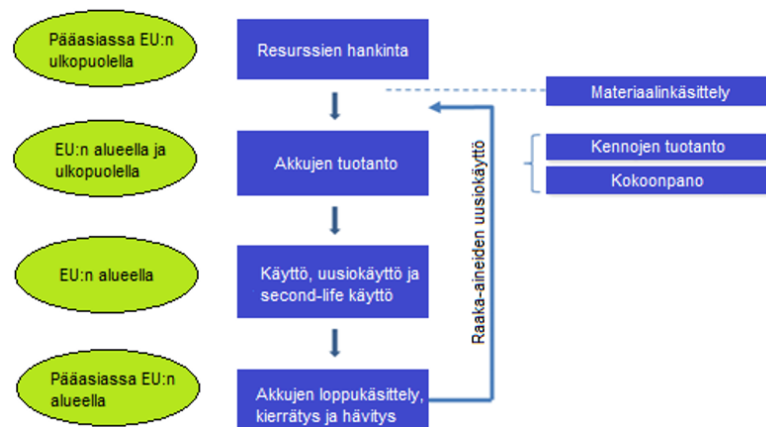 Pääasiassa EU:n
ulkopuolella
Resurssien hankinta
Materiaalinkäsittely
EU:n alueella ja
ulkopuolella
Akkujen tuotanto
Kennojen tuotanto
Kokoonpano
Raaka-aineiden uusiokäyttö
EU:n alueella
Käyttö, uusiokäyttö ja
second-life käyttö
Pääasiassa EU:n
alueella
Akkujen loppukäsittely,
kierrätys ja hävitys